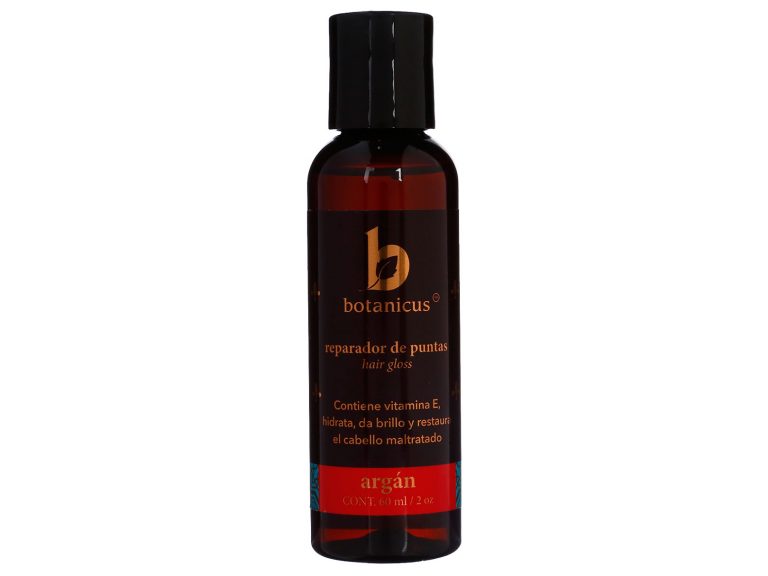 b
botanicus
reparador de puntas
hair gloss
Contiene vitamina E,
hidrata, da brillo y restaura
el cabello maltratado
argán
CONT. 60 ml / 2 oz